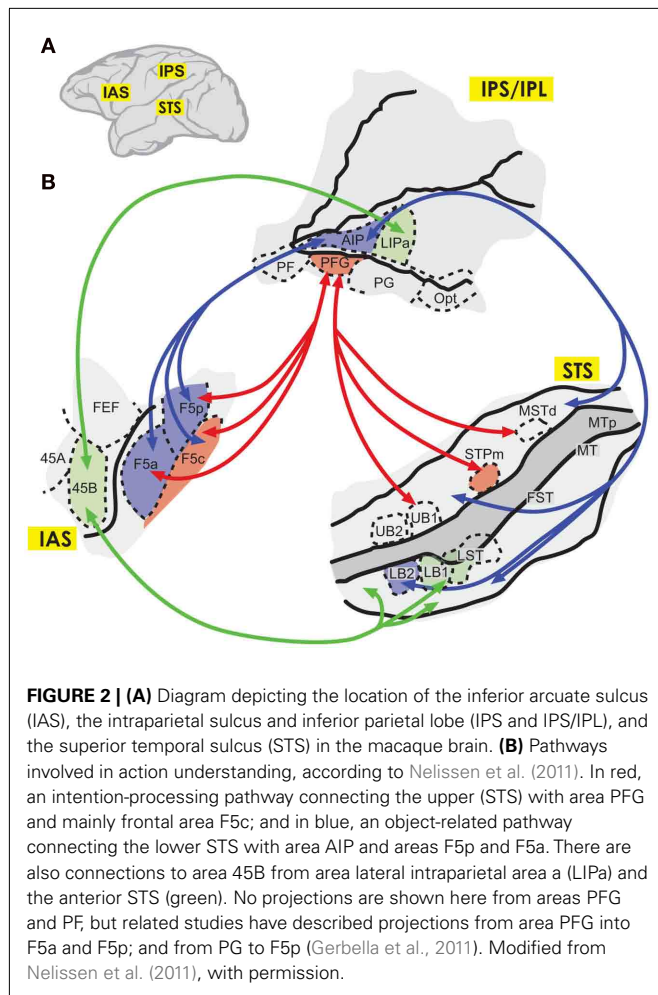 A
IPS
IAS
STS
IPS/IPL
B
AIP
LIPa
PF
PFG
PG
Opt
STS
FEF
F5p
MSTd
MTp
45A
F5a
F5c
STPm
MT
45B
UB1
FST
UB2
IAS
LST
LB2
LB1
FIGURE 2 | (A) Diagram depicting the location of the inferior arcuate sulcus
(IAS), the intraparietal sulcus and inferior parietal lobe (IPS and IPS/IPL), and
the superior temporal sulcus (STS) in the macaque brain. (B) Pathways
involved in action understanding, according to Nelissen et al. (2011). In red,
an intention-processing pathway connecting the upper (STS) with area PFG
and mainly frontal area F5c; and in blue, an object-related pathway
connecting the lower STS with area AIP and areas F5p and F5a. There are
also connections to area 45B from area lateral intraparietal area a (LIPa) and
the anterior STS (green). No projections are shown here from areas PFG
and PF, but related studies have described projections from area PFG into
F5a and F5p; and from PG to F5p (Gerbella et al., 2011). Modified from
Nelissen et al. (2011), with permission.